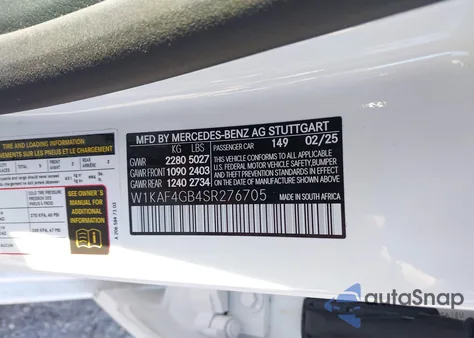 TIRE AND LOADING INFORMATION
SEE OWNER'S
MANUAL FOR
ADDITIONAL
INFORMATION
MFD BY MERCEDES-BENZ AG STUTTGART
KG LBS PASSENGER CAR 149 02/25
GVWR 2280 5027
GAWR FRONT 1090 2403
GAWR REAR 1240 2734
THIS VEHICLE CONFORMS TO ALL APPLICABLE
U.S. FEDERAL MOTOR VEHICLE SAFETY,BUMPER
AND THEFT PREVENTION STANDARDS IN EFFECT
ON THE DATE OF MANUFACTURE SHOWN ABOVE.
W1KAF4GB4SR276705 MADE IN SOUTH AFRICA
autoSnap